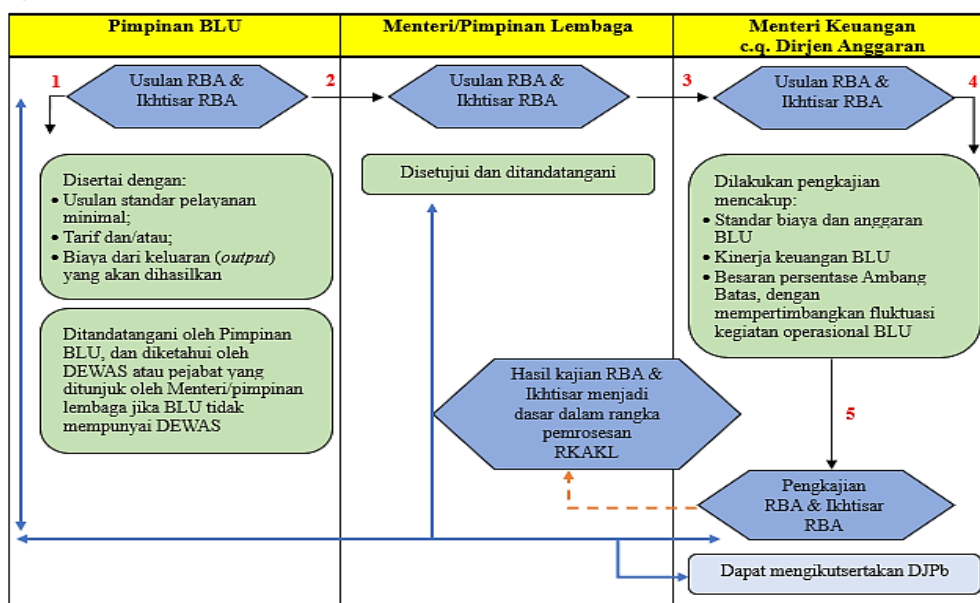 Pimpinan BLU
Menteri/Pimpinan Lembaga
Menteri Keuangan
c.q. Dirjen Anggaran
1
Usulan RBA &
Ikhtisar RBA
2
Usulan RBA &
Ikhtisar RBA
3
Usulan RBA &
Ikhtisar RBA
4
Disertai dengan:
• Usulan standar pelayanan
minimal;
• Tarif dan/atau;
• Biaya dari keluaran (output)
yang akan dihasilkan
Ditandatangani oleh Pimpinan
BLU, dan diketahui oleh
DEWAS atau pejabat yang
ditunjuk oleh Menteri/pimpinan
lembaga jika BLU tidak
mempunyai DEWAS
Disetujui dan ditandatangani
Dilakukan pengkajian
mencakup:
• Standar biaya dan anggaran
BLU
• Kinerja keuangan BLU
• Besaran persentase Ambang
Batas, dengan
mempertimbangkan fluktuasi
kegiatan operasional BLU
Hasil kajian RBA &
Ikhtisar menjadi
dasar dalam rangka
pemrosesan
RKAKL
5
Pengkajian
RBA & Ikhtisar
RBA
Dapat mengikutsertakan DJPb